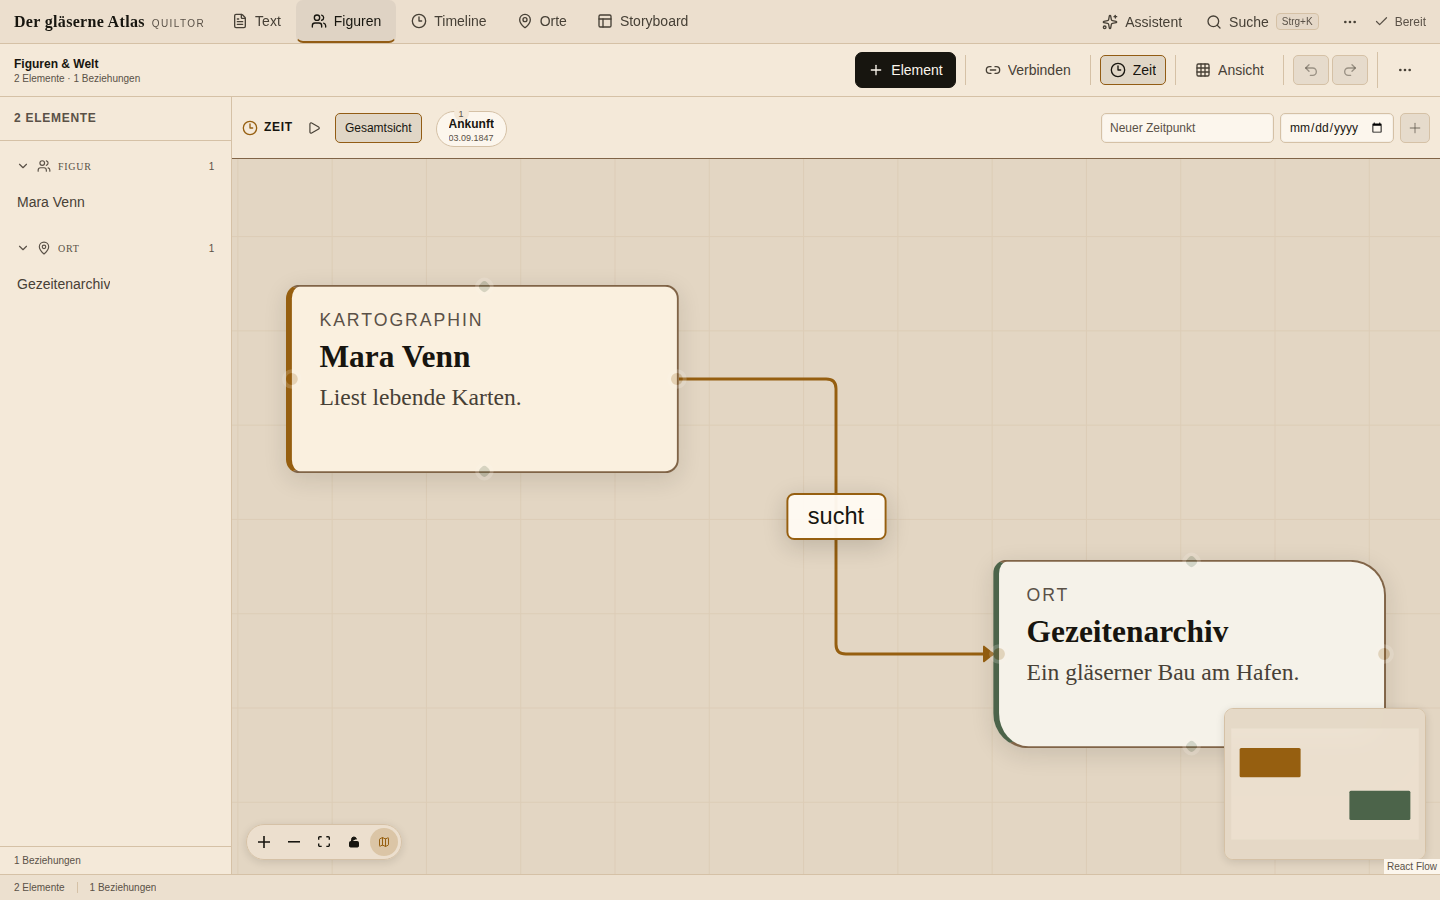 Der gläserne Atlas QUILTOR Text Figuren Timeline Orte Storyboard Assistent Suche Strg+K Bereit
Figuren & Welt
2 Elemente · 1 Beziehungen
Element Verbinden Zeit Ansicht
2 ELEMENTE
FIGUR 1
Mara Venn
ORT 1
Gezeitenarchiv
1 Beziehungen
ZEIT Gesamtsicht
1
Ankunft
03.09.1847
Neuer Zeitpunkt mm/dd/yyyy
KARTOGRAPHIN
Mara Venn
Liest lebende Karten.
sucht
ORT
Gezeitenarchiv
Ein gläserner Bau am Hafen.
React Flow
2 Elemente 1 Beziehungen